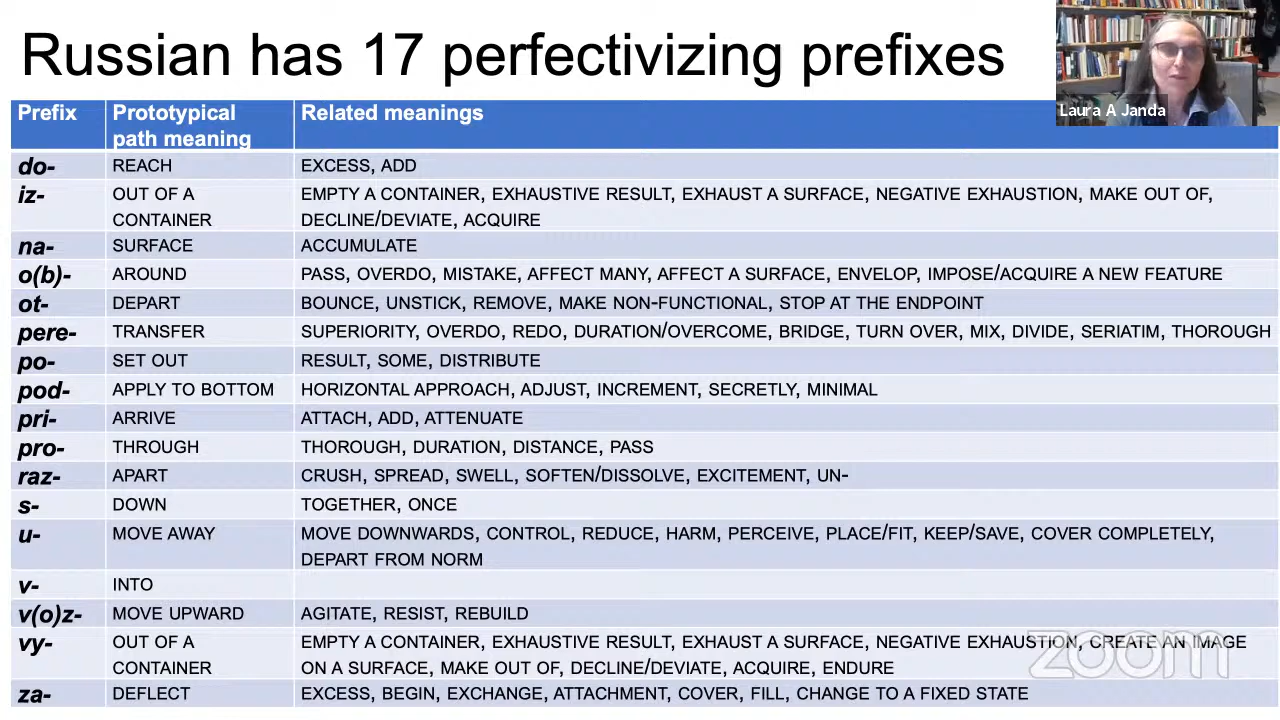 Russian has 17 perfectivizing prefixes
Laura A Janda
Prefix Prototypical path meaning Related meanings
do- REACH EXCESS, ADD
iz- OUT OF A CONTAINER EMPTY A CONTAINER, EXHAUSTIVE RESULT, EXHAUST A SURFACE, NEGATIVE EXHAUSTION, MAKE OUT OF,
DECLINE/DEVIATE, ACQUIRE
na- SURFACE ACCUMULATE
o(b)- AROUND PASS, OVERDO, MISTAKE, AFFECT MANY, AFFECT A SURFACE, ENVELOP, IMPOSE/ACQUIRE A NEW FEATURE
ot- DEPART BOUNCE, UNSTICK, REMOVE, MAKE NON-FUNCTIONAL, STOP AT THE ENDPOINT
pere- TRANSFER SUPERIORITY, OVERDO, REDO, DURATION/OVERCOME, BRIDGE, TURN OVER, MIX, DIVIDE, SERIATIM, THOROUGH
po- SET OUT RESULT, SOME, DISTRIBUTE
pod- APPLY TO BOTTOM HORIZONTAL APPROACH, ADJUST, INCREMENT, SECRETLY, MINIMAL
pri- ARRIVE ATTACH, ADD, ATTENUATE
pro- THROUGH THOROUGH, DURATION, DISTANCE, PASS
raz- APART CRUSH, SPREAD, SWELL, SOFTEN/DISSOLVE, EXCITEMENT, UN-
s- DOWN TOGETHER, ONCE
u- MOVE AWAY MOVE DOWNWARDS, CONTROL, REDUCE, HARM, PERCEIVE, PLACE/FIT, KEEP/SAVE, COVER COMPLETELY,
DEPART FROM NORM
v- INTO
v(o)z- MOVE UPWARD AGITATE, RESIST, REBUILD
vy- OUT OF A CONTAINER EMPTY A CONTAINER, EXHAUSTIVE RESULT, EXHAUST A SURFACE, NEGATIVE EXHAUSTION, CREATE AN IMAGE
ON A SURFACE, MAKE OUT OF, DECLINE/DEVIATE, ACQUIRE, ENDURE
za- DEFLECT EXCESS, BEGIN, EXCHANGE, ATTACHMENT, COVER, FILL, CHANGE TO A FIXED STATE
zoom